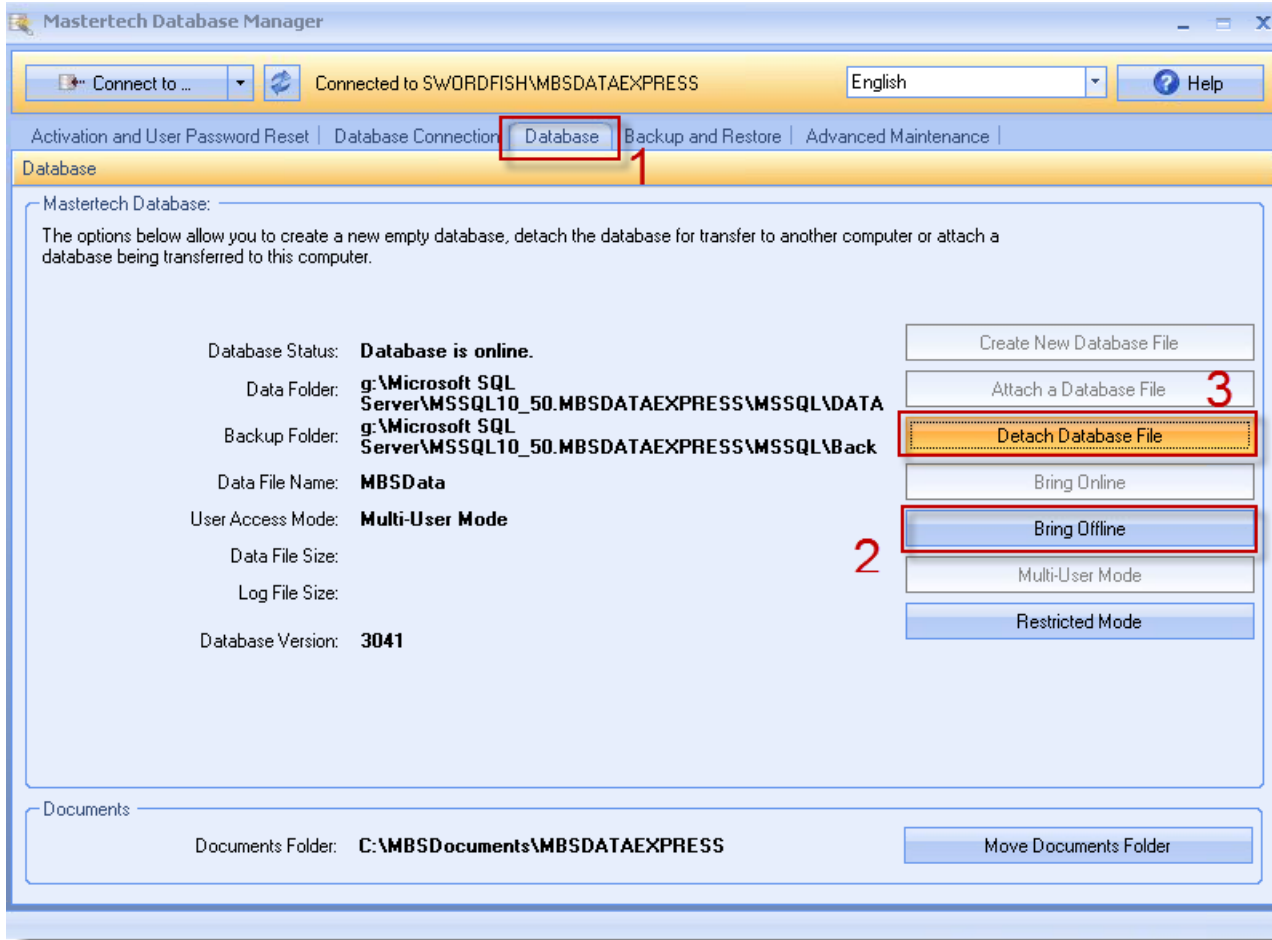 Mastertech Database Manager
Connect to ...
Connected to SWORDFISH\MBSDATAEXPRESS
English
Help
Activation and User Password Reset
Database Connection
Database
Backup and Restore
Advanced Maintenance
1
Database
Mastertech Database:
The options below allow you to create a new empty database, detach the database for transfer to another computer or attach a
database being transferred to this computer.
Database Status: Database is online.
Data Folder: g:\Microsoft SQL
Server\MSSQL10_50.MBSDATAEXPRESS\MSSQL\DATA
Backup Folder: g:\Microsoft SQL
Server\MSSQL10_50.MBSDATAEXPRESS\MSSQL\Back
Data File Name: MBSData
User Access Mode: Multi-User Mode
Data File Size:
Log File Size:
Database Version: 3041
Create New Database File
Attach a Database File
3
Detach Database File
Bring Online
2
Bring Offline
Multi-User Mode
Restricted Mode
Documents
Documents Folder: C:\MBSDocuments\MBSDATAEXPRESS
Move Documents Folder